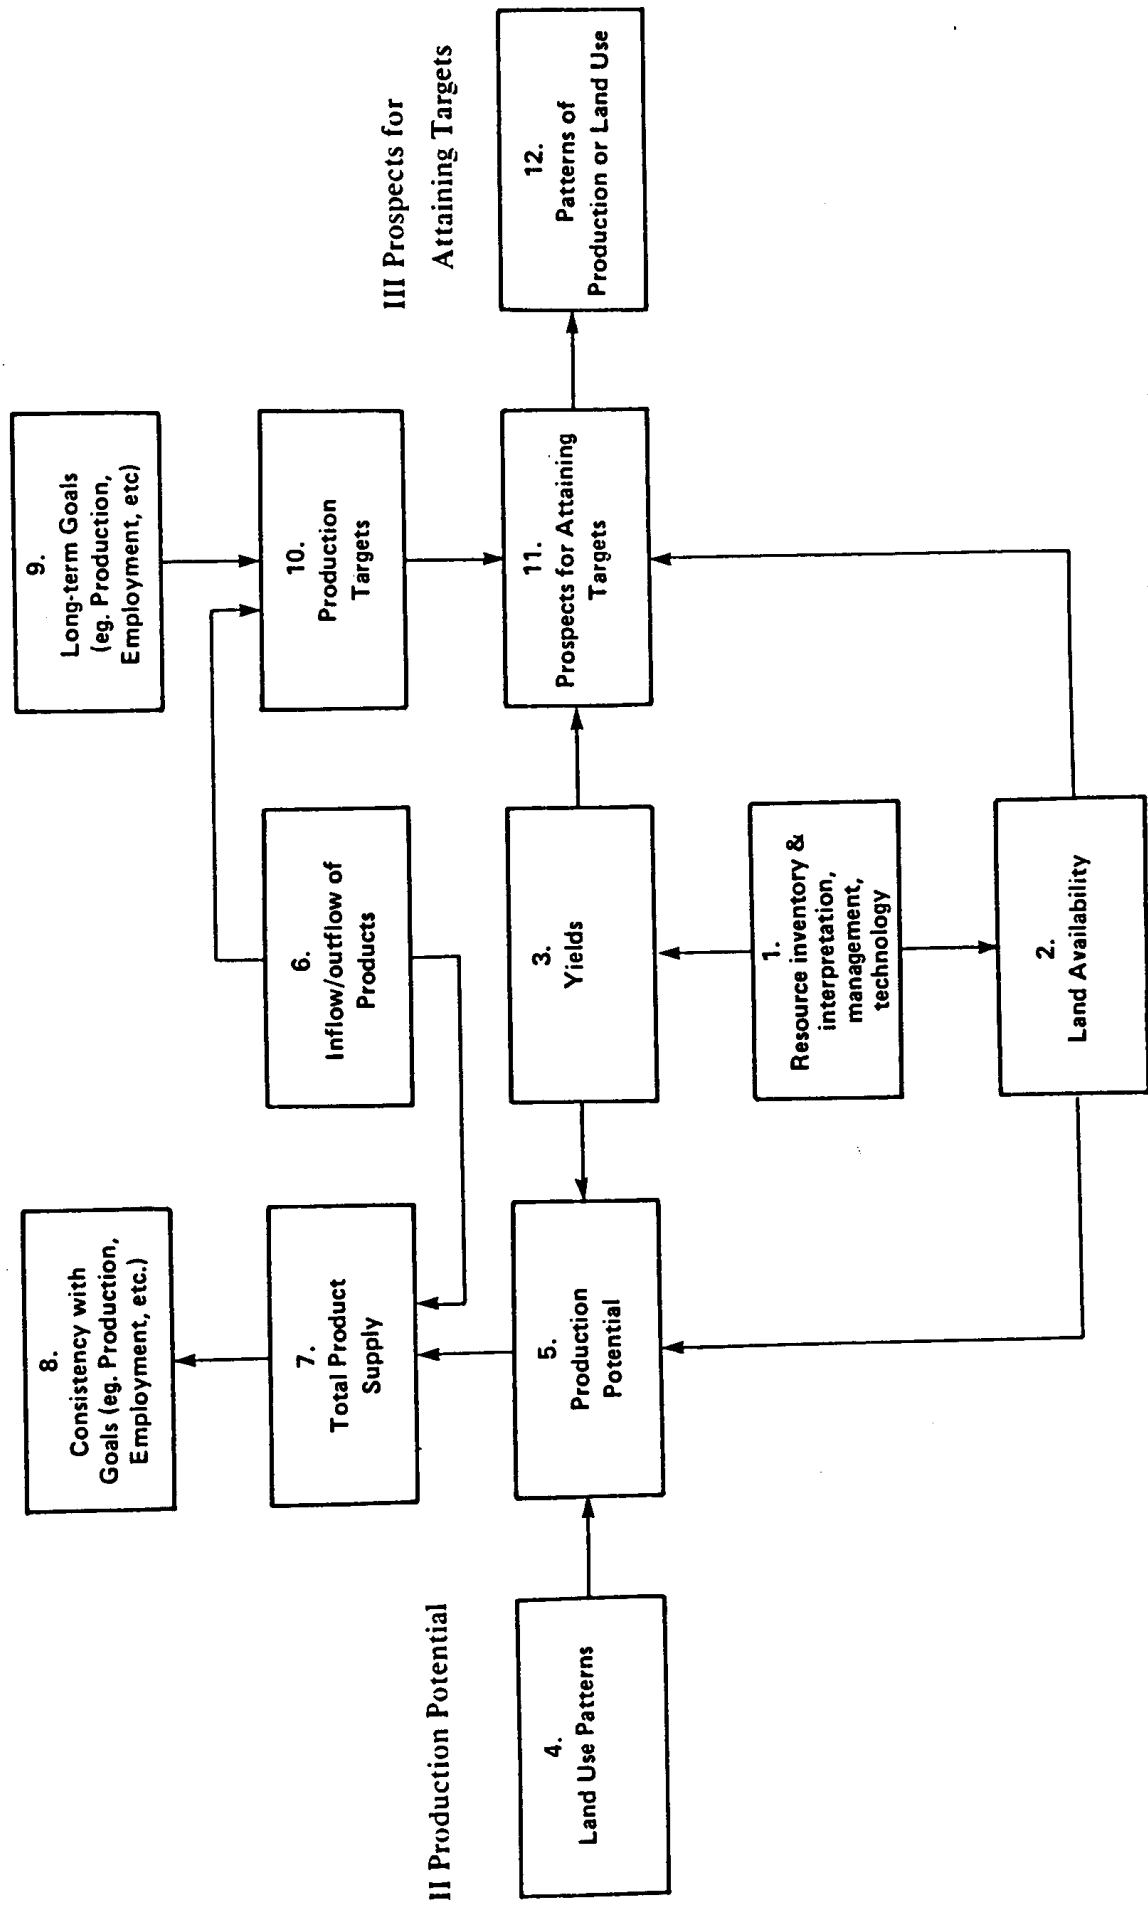 8.
Consistency with
Goals (eg. Production,
Employment, etc.)
9.
Long-term Goals
(eg. Production,
Employment, etc)
7.
Total Product
Supply
6.
Inflow/outflow of
Products
10.
Production
Targets
II Production Potential
III Prospects for
Attaining Targets
4.
Land Use Patterns
5.
Production
Potential
3.
Yields
11.
Prospects for Attaining
Targets
12.
Patterns of
Production or Land Use
1.
Resource inventory &
interpretation,
management,
technology
2.
Land Availability